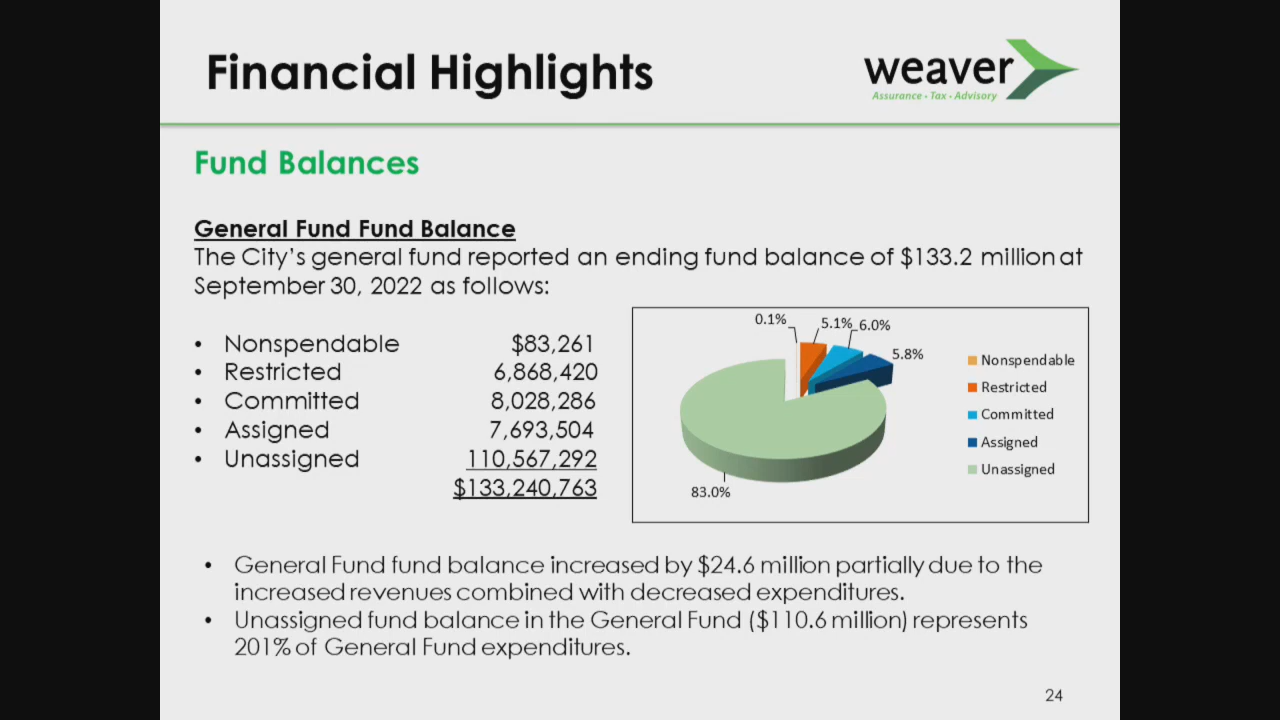 Financial Highlights
weaver
Assurance • Tax • Advisory
Fund Balances
General Fund Fund Balance
The City's general fund reported an ending fund balance of $133.2 million at
September 30, 2022 as follows:
• Nonspendable $83,261
• Restricted 6,868,420
• Committed 8,028,286
• Assigned 7,693,504
• Unassigned 110,567,292
$133,240,763
0.1%
5.1%
6.0%
5.8%
83.0%
Nonspendable
Restricted
Committed
Assigned
Unassigned
• General Fund fund balance increased by $24.6 million partially due to the
increased revenues combined with decreased expenditures.
• Unassigned fund balance in the General Fund ($110.6 million) represents
201% of General Fund expenditures.
24